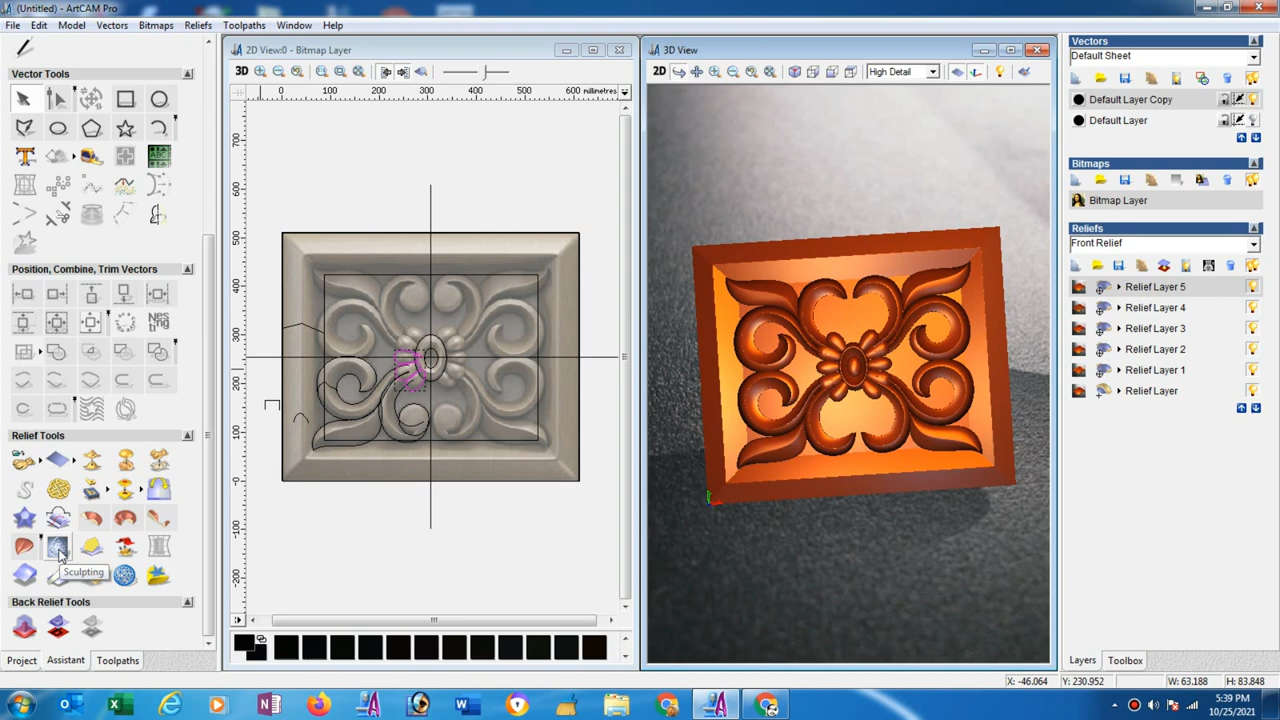 (Untitled) - ArtCAM Pro
File Edit Model Vectors Bitmaps Reliefs Toolpaths Window Help
Vector Tools
Position, Combine, Trim Vectors
Relief Tools
Sculpting
Back Relief Tools
Project Assistant Toolpaths
2D View:0 - Bitmap Layer
3D
0 100 200 300 400 500 600 millimetres
700
600
500
400
300
200
100
-0
-100
-200
3D View
2D High Detail
Vectors
Default Sheet
Default Layer Copy
Default Layer
Bitmaps
Bitmap Layer
Reliefs
Front Relief
Relief Layer 5
Relief Layer 4
Relief Layer 3
Relief Layer 2
Relief Layer 1
Relief Layer
Layers Toolbox
X: -46.064 Y: 230.952 W: 63.188 H: 83.848
5:39 PM
10/25/2021